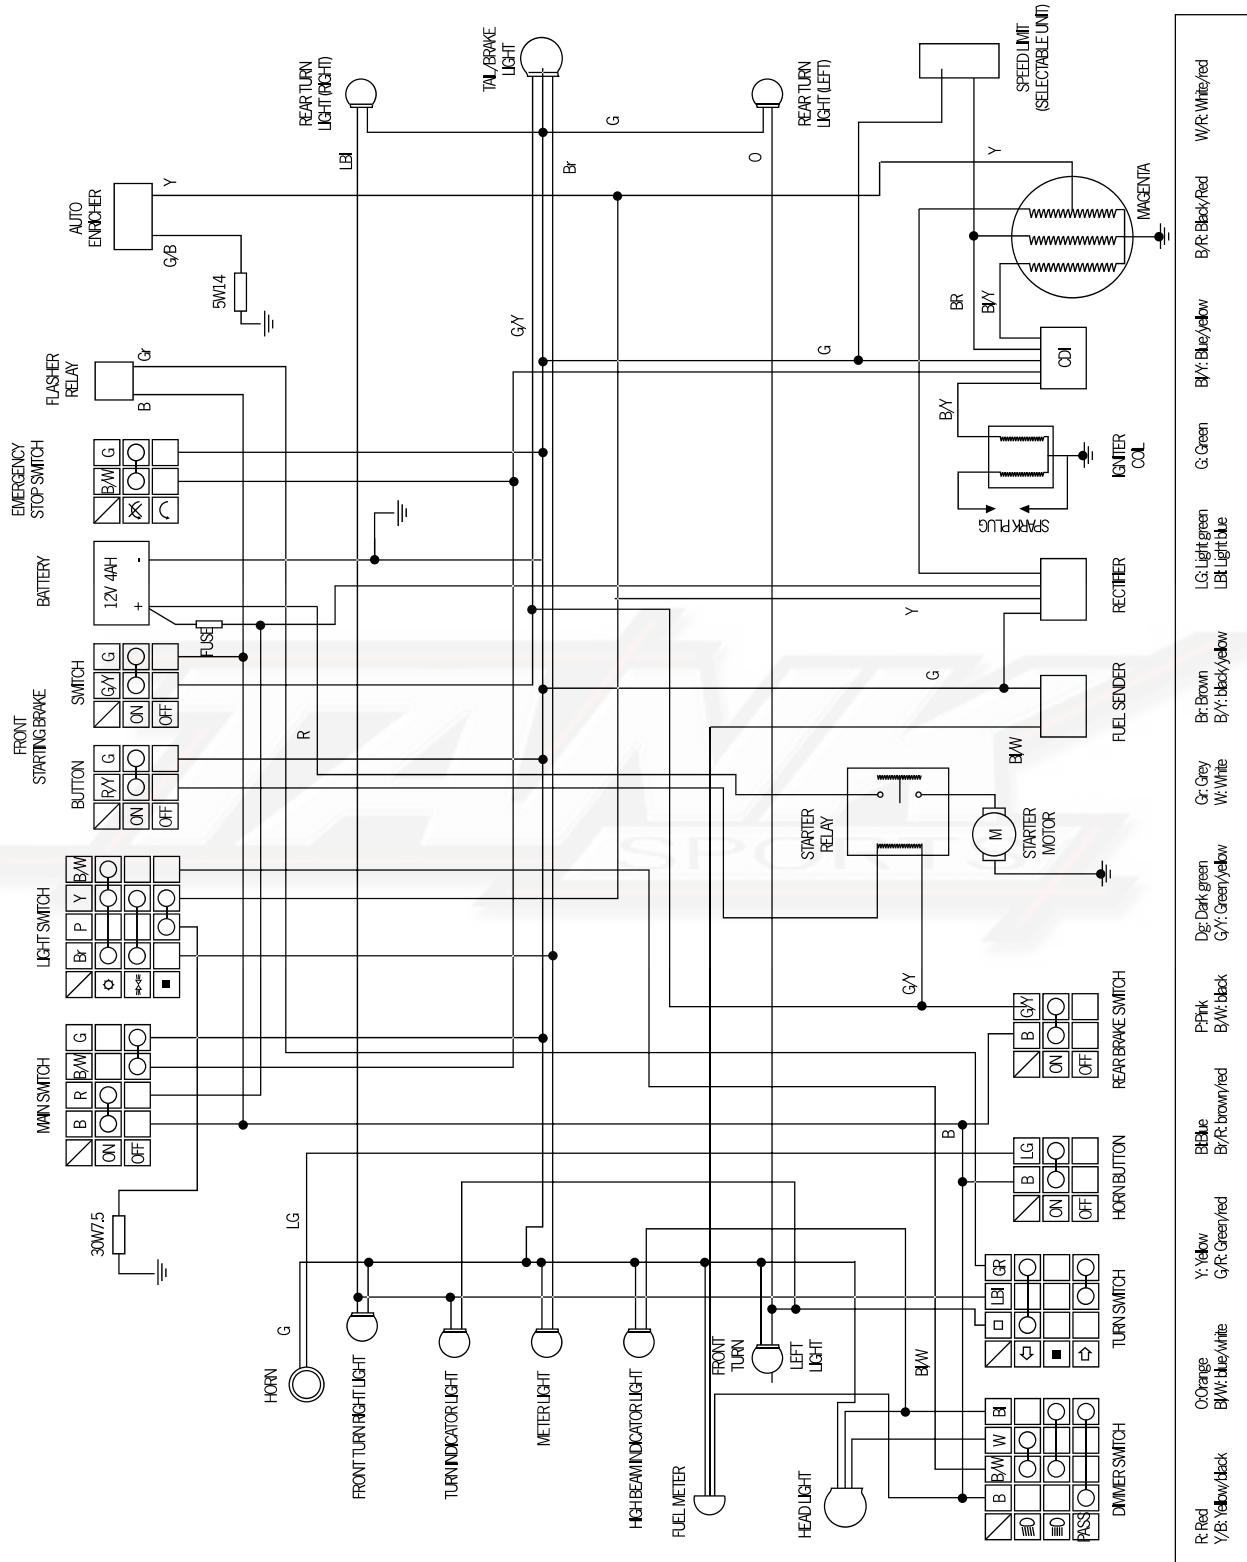 REAR TURN
LIGHT (RIGHT)
TAIL/BRAKE
LIGHT
REAR TURN
LIGHT (LEFT)
SPEED LIMIT
(SELECTABLE UNIT)
AUTO
ENRICHER
Y
G/B
5W14
LBl
G
Br
O
Y
MAGENTA
FLASHER
RELAY
Gr
B
G/Y
G
BR
Bl/Y
CDI
B/Y
IGNITER
COIL
SPARK PLUG
EMERGENCY
STOP SWITCH
B/W
G
BATTERY
12V 4AH
+
-
FUSE
RECTIFIER
Y
G
FRONT
STARTING BRAKE
SWITCH
G/Y
G
ON
OFF
BUTTON
R/Y
G
ON
OFF
R
FUEL SENDER
Bl/W
STARTER
RELAY
M
STARTER
MOTOR
SPORTS
LIGHT SWITCH
Br
P
Y
B/W
MAIN SWITCH
B
R
B/W
G
ON
OFF
30W7.5
G/Y
REAR BRAKE SWITCH
B
G/Y
ON
OFF
B
HORN BUTTON
B
LG
ON
OFF
LG
G
HORN
TURN SWITCH
LBl
GR
FRONT TURN RIGHT LIGHT
TURN INDICATOR LIGHT
METER LIGHT
HIGH BEAM INDICATOR LIGHT
FRONT
TURN
LEFT
LIGHT
Bl/W
FUEL METER
HEAD LIGHT
DIMMER SWITCH
B
B/W
W
Bl
PASS
R: Red
Y/B: Yellow/black
O:Orange
Bl/W: blue/white
Y: Yellow
G/R: Green/red
Bl:Blue
Br/R: brown/red
P:Pink
B/W: black
Dg: Dark green
G/Y: Green/yellow
Gr: Grey
W: White
Br: Brown
B/Y: black/yellow
LG: Light green
LBl: Light blue
G: Green
Bl/Y: Blue/yellow
B/R: Black/Red
W/R: White/red